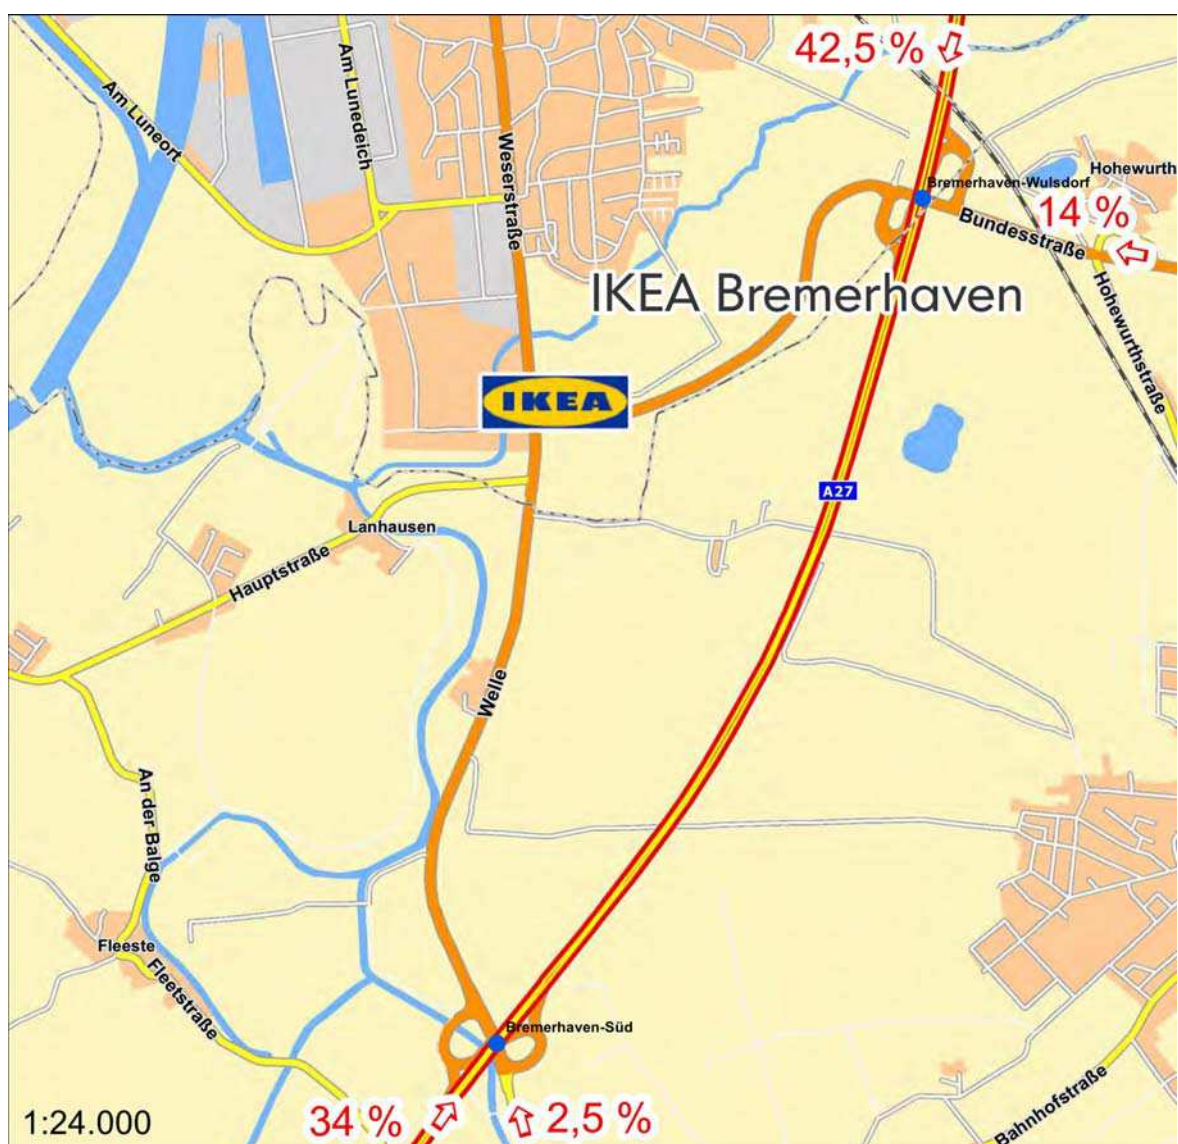 42,5 %
Am Luneort
Am Lunedeich
Weserstraße
Hohewurth
Bremerhaven-Wulsdorf
14 %
Bundesstraße
IKEA Bremerhaven
Hohewurthstraße
IKEA
A27
Lanhausen
Hauptstraße
Welle
An der Balge
Fleeste
Fleetstraße
Bremerhaven-Süd
Bahnhofstraße
1:24.000
34 %
2,5 %